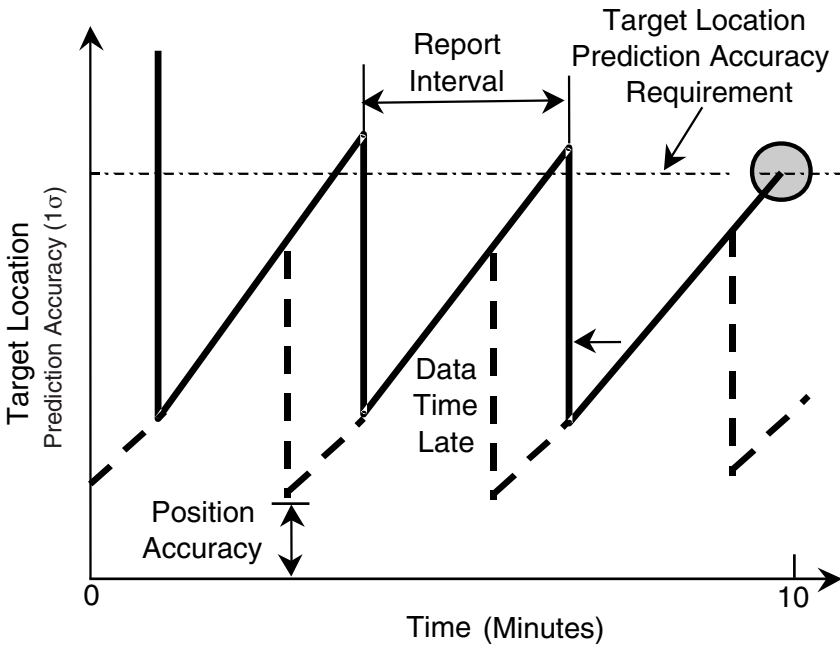 Target Location
Prediction Accuracy
Requirement
Report
Interval
Target Location
Prediction Accuracy (1σ)
Data
Time
Late
Position
Accuracy
0
10
Time (Minutes)